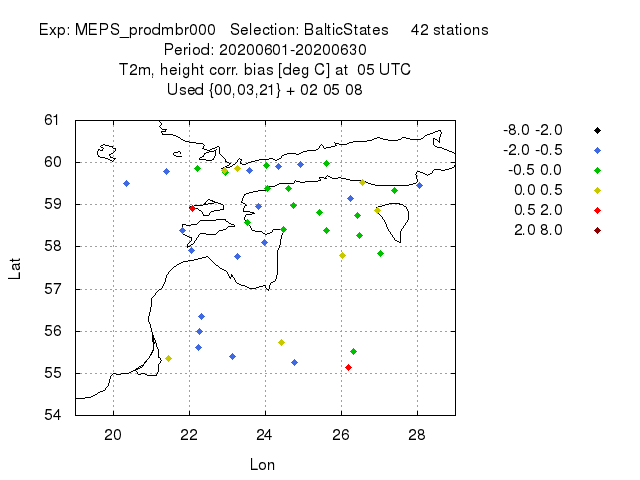 Exp: MEPS_prodmbr000 Selection: BalticStates 42 stations
Period: 20200601-20200630
T2m, height corr. bias [deg C] at 05 UTC
Used {00,03,21} + 02 05 08
61
60
59
58
57
56
55
54
Lat
20 22 24 26 28
Lon
-8.0 -2.0
-2.0 -0.5
-0.5 0.0
0.0 0.5
0.5 2.0
2.0 8.0